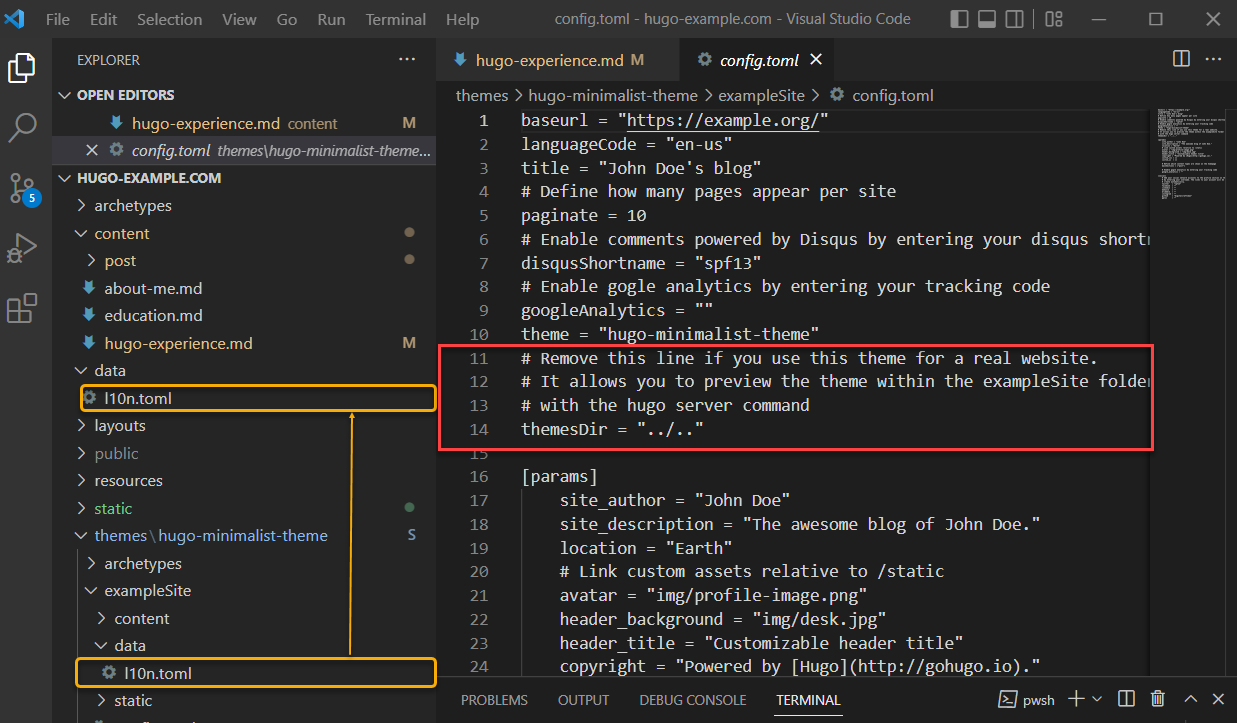 File Edit Selection View Go Run Terminal Help config.toml - hugo-example.com - Visual Studio Code
EXPLORER
OPEN EDITORS
hugo-experience.md content M
config.toml themes\hugo-minimalist-theme...
HUGO-EXAMPLE.COM
archetypes
content
post
about-me.md
education.md
hugo-experience.md M
data
l10n.toml
layouts
public
resources
static
themes\hugo-minimalist-theme S
archetypes
exampleSite
content
data
l10n.toml
static
5
hugo-experience.md M config.toml
themes > hugo-minimalist-theme > exampleSite > config.toml
1 baseurl = "https://example.org/"
2 languageCode = "en-us"
3 title = "John Doe's blog"
4 # Define how many pages appear per site
5 paginate = 10
6 # Enable comments powered by Disqus by entering your disqus shortn
7 disqusShortname = "spf13"
8 # Enable gogle analytics by entering your tracking code
9 googleAnalytics = ""
10 theme = "hugo-minimalist-theme"
11 # Remove this line if you use this theme for a real website.
12 # It allows you to preview the theme within the exampleSite folder
13 # with the hugo server command
14 themesDir = "../.."
15
16 [params]
17 site_author = "John Doe"
18 site_description = "The awesome blog of John Doe."
19 location = "Earth"
20 # Link custom assets relative to /static
21 avatar = "img/profile-image.png"
22 header_background = "img/desk.jpg"
23 header_title = "Customizable header title"
24 copyright = "Powered by [Hugo](http://gohugo.io)."
PROBLEMS OUTPUT DEBUG CONSOLE TERMINAL pwsh